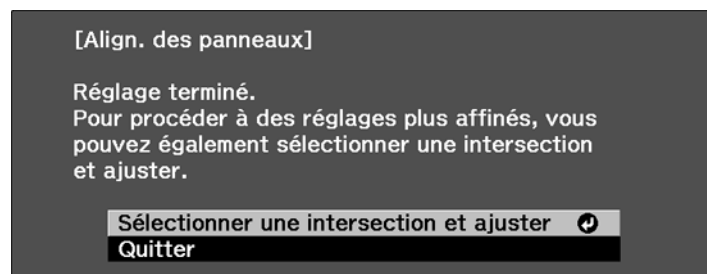 [Align. des panneaux]
Réglage terminé.
Pour procéder à des réglages plus affinés, vous
pouvez également sélectionner une intersection
et ajuster.
Sélectionner une intersection et ajuster
Quitter